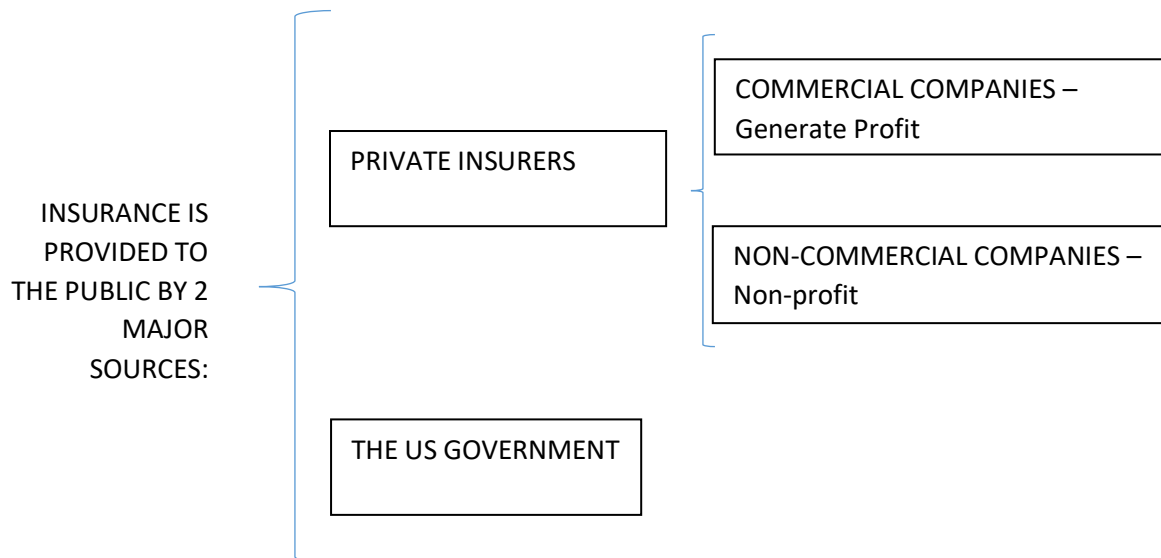 INSURANCE IS
PROVIDED TO
THE PUBLIC BY 2
MAJOR
SOURCES:
PRIVATE INSURERS
COMMERCIAL COMPANIES –
Generate Profit
NON-COMMERCIAL COMPANIES –
Non-profit
THE US GOVERNMENT